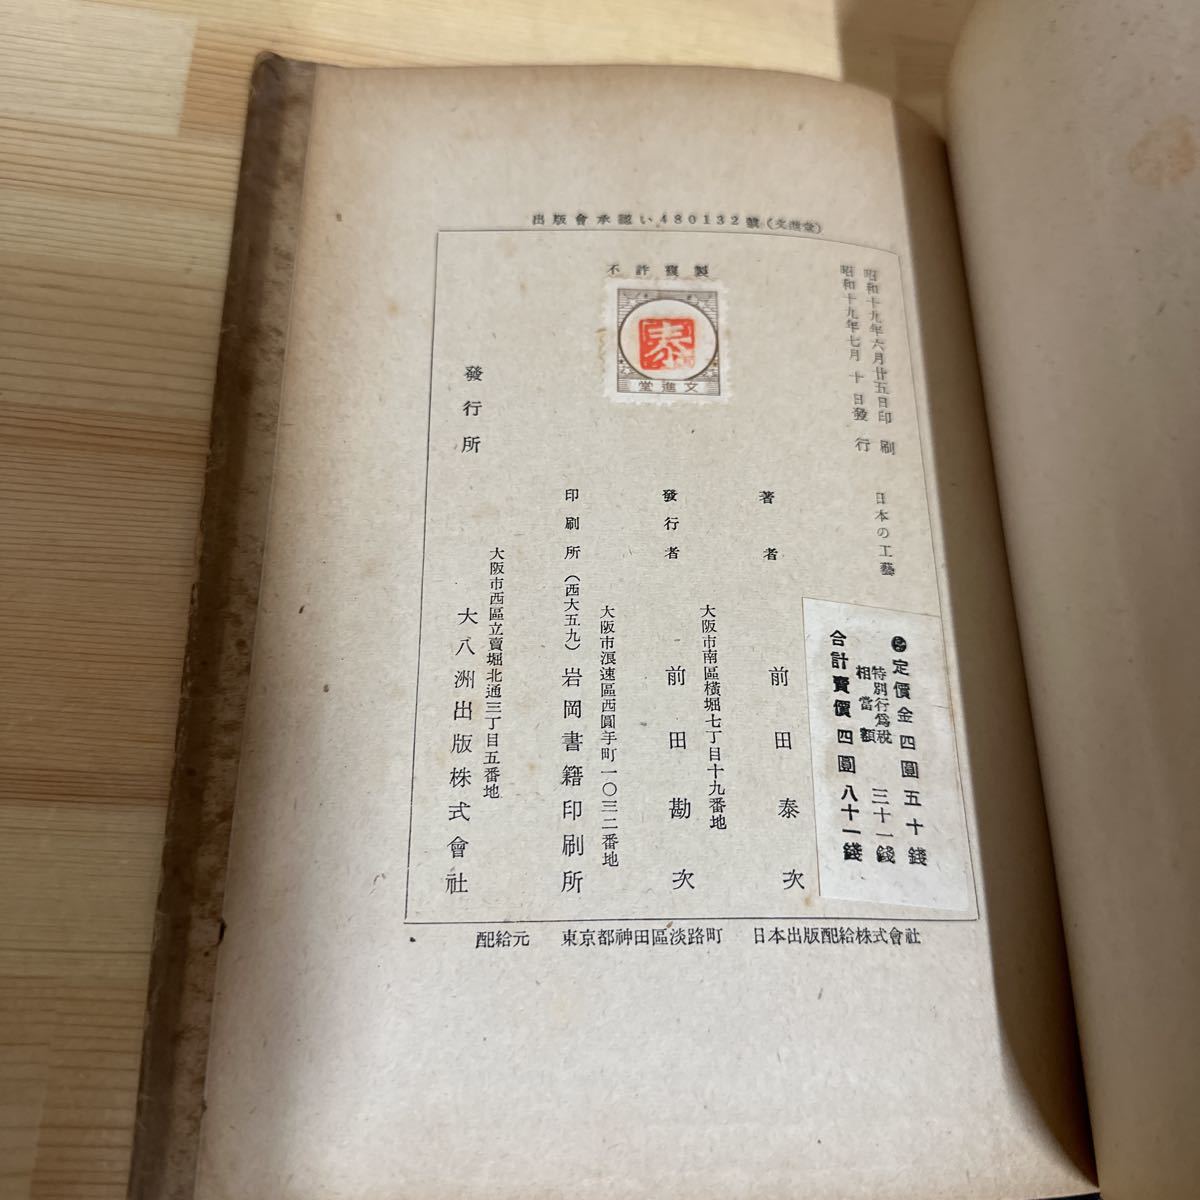 出版會承認い480132號（文進堂）
昭和十九年六月廿五日印刷
昭和十九年七月十日發行
日本の工藝
定價金四圓五十錢
特別行爲税
相當額
三十一錢
合計賣價四圓八十一錢
不許複製
泰
文進堂
著者
前田泰次
大阪市南區横堀七丁目十九番地
發行者
前田勘次
大阪市浪速區西圓手町一〇三二番地
印刷所（西大五九）岩岡書籍印刷所
大阪市西區立賣堀北通三丁目五番地
發行所
大八洲出版株式會社
配給元 東京都神田區淡路町 日本出版配給株式會社